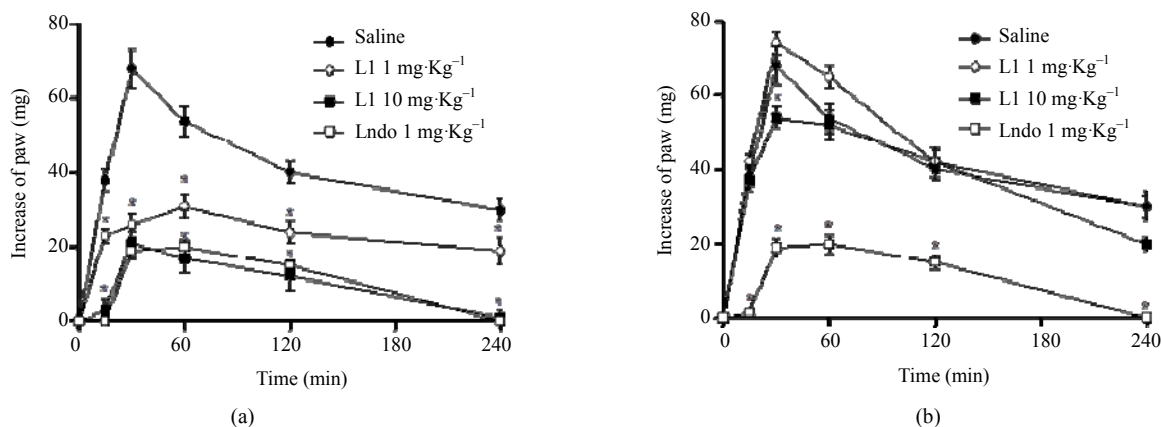 80
60
40
20
0
Increase of paw (mg)
Saline
L1 1 mg·Kg⁻¹
L1 10 mg·Kg⁻¹
Lndo 1 mg·Kg⁻¹
0 60 120 180 240
Time (min)
(a)
80
60
40
20
0
Increase of paw (mg)
Saline
L1 1 mg·Kg⁻¹
L1 10 mg·Kg⁻¹
Lndo 1 mg·Kg⁻¹
0 60 120 180 240
Time (min)
(b)